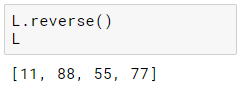 L.reverse()
L
[11, 88, 55, 77]